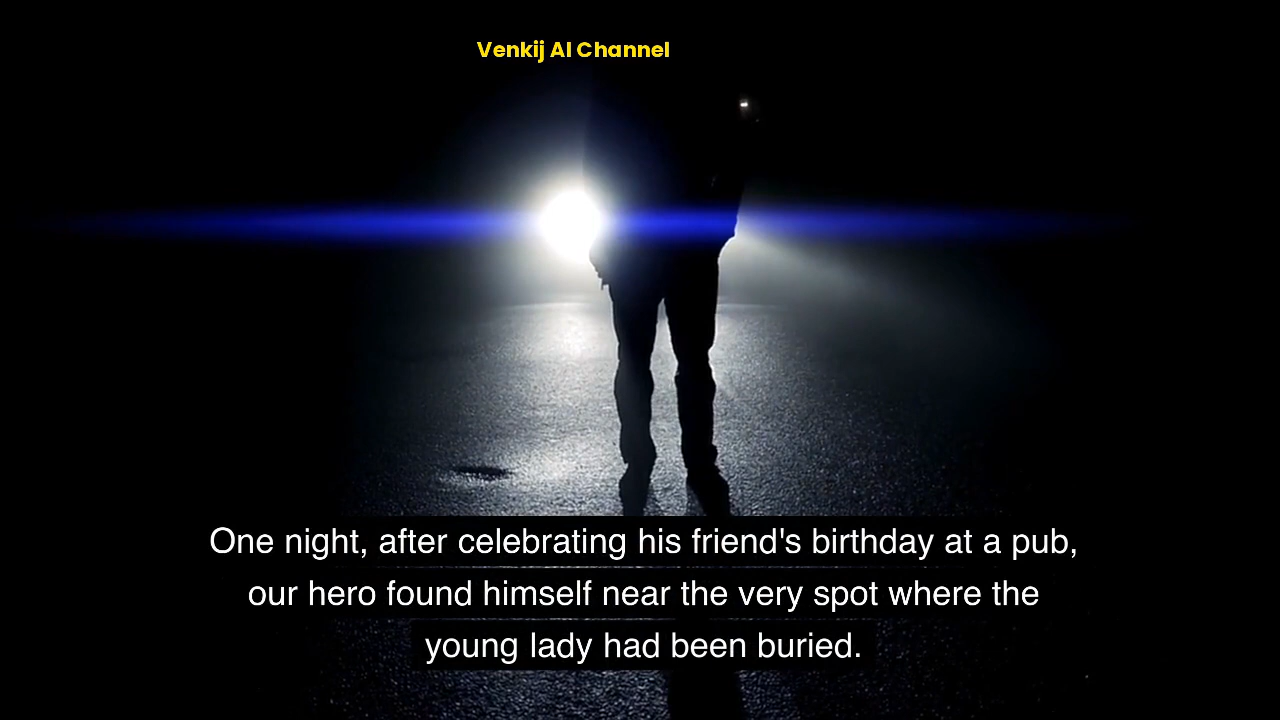 Venkij AI Channel
One night, after celebrating his friend's birthday at a pub,
our hero found himself near the very spot where the
young lady had been buried.